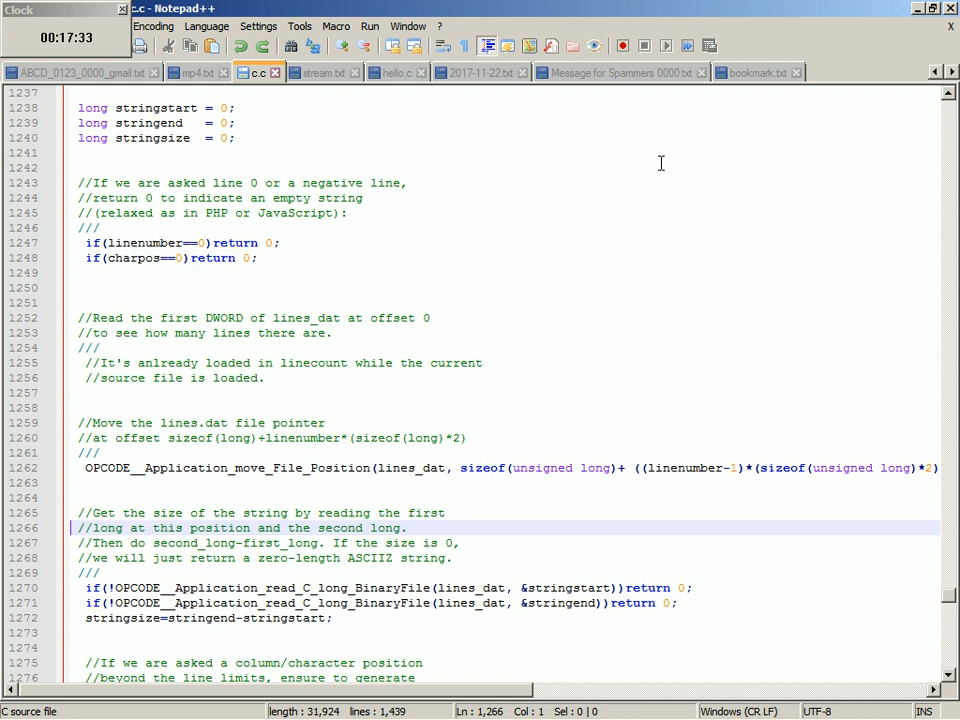 Clock
c.c - Notepad++
00:17:33
Encoding Language Settings Tools Macro Run Window ?
X
ABCD_0123_0000_gmail.txt mp4.txt c.c stream.txt hello.c 2017-11-22.txt Message for Spammers 0000.txt bookmark.txt
1237
1238 long stringstart = 0;
1239 long stringend   = 0;
1240 long stringsize  = 0;
1241
1242
1243 //If we are asked line 0 or a negative line,
1244 //return 0 to indicate an empty string
1245 //(relaxed as in PHP or JavaScript):
1246 ///
1247  if(linenumber==0)return 0;
1248  if(charpos==0)return 0;
1249
1250
1251
1252 //Read the first DWORD of lines_dat at offset 0
1253 //to see how many lines there are.
1254 ///
1255  //It's anlready loaded in linecount while the current
1256  //source file is loaded.
1257
1258
1259 //Move the lines.dat file pointer
1260 //at offset sizeof(long)+linenumber*(sizeof(long)*2)
1261 ///
1262  OPCODE__Application_move_File_Position(lines_dat, sizeof(unsigned long)+ ((linenumber-1)*(sizeof(unsigned long)*2)
1263
1264
1265 //Get the size of the string by reading the first
1266 //long at this position and the second long.
1267 //Then do second_long-first_long. If the size is 0,
1268 //we will just return a zero-length ASCIIZ string.
1269 ///
1270  if(!OPCODE__Application_read_C_long_BinaryFile(lines_dat, &stringstart))return 0;
1271  if(!OPCODE__Application_read_C_long_BinaryFile(lines_dat, &stringend))return 0;
1272  stringsize=stringend-stringstart;
1273
1274
1275  //If we are asked a column/character position
1276  //beyond the line limits, ensure to generate
C source file length : 31,924 lines : 1,439 Ln : 1,266 Col : 1 Sel : 0 | 0 Windows (CR LF) UTF-8 INS